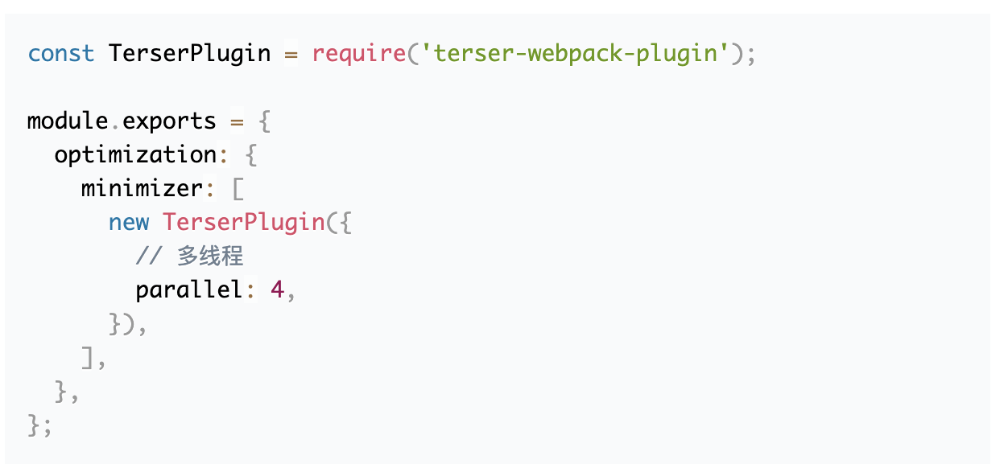 const TerserPlugin = require('terser-webpack-plugin');

module.exports = {
  optimization: {
    minimizer: [
      new TerserPlugin({
        // 多线程
        parallel: 4,
      }),
    ],
  },
};